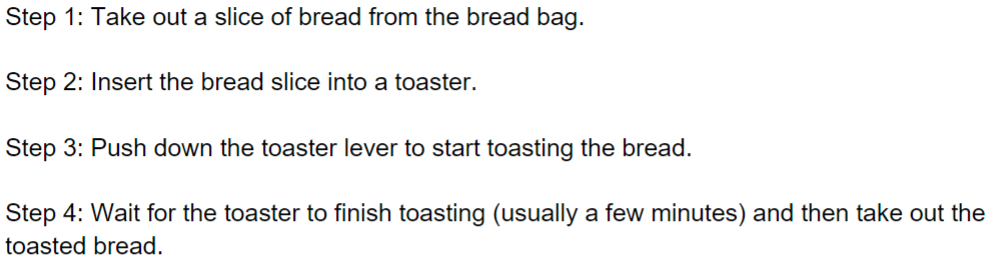 Step 1: Take out a slice of bread from the bread bag.
Step 2: Insert the bread slice into a toaster.
Step 3: Push down the toaster lever to start toasting the bread.
Step 4: Wait for the toaster to finish toasting (usually a few minutes) and then take out the
toasted bread.